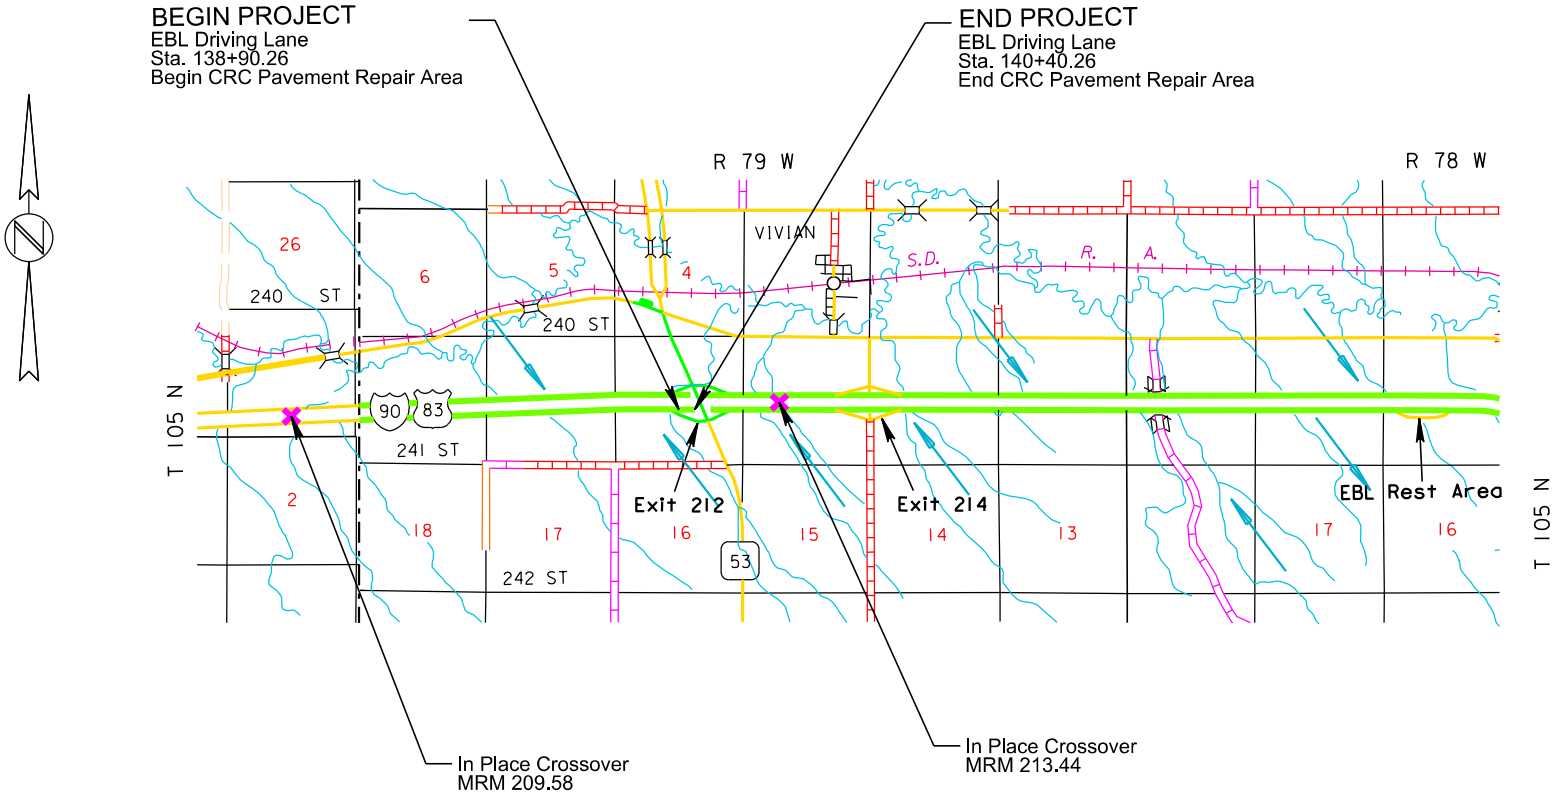 BEGIN PROJECT
EBL Driving Lane
Sta. 138+90.26
Begin CRC Pavement Repair Area
END PROJECT
EBL Driving Lane
Sta. 140+40.26
End CRC Pavement Repair Area
R 79 W
R 78 W
N
26
6
5
4
VIVIAN
S.D. R. A.
240 ST
240 ST
T 105 N
90
83
241 ST
2
18
17
Exit 212
16
15
Exit 214
14
13
17
EBL Rest Area
16
T 105 N
53
242 ST
In Place Crossover
MRM 209.58
In Place Crossover
MRM 213.44